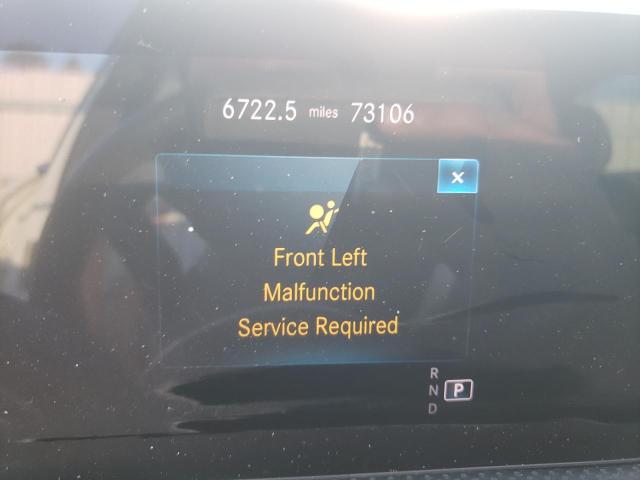 6722.5 miles 73106
x
Front Left
Malfunction
Service Required
R
N P
D